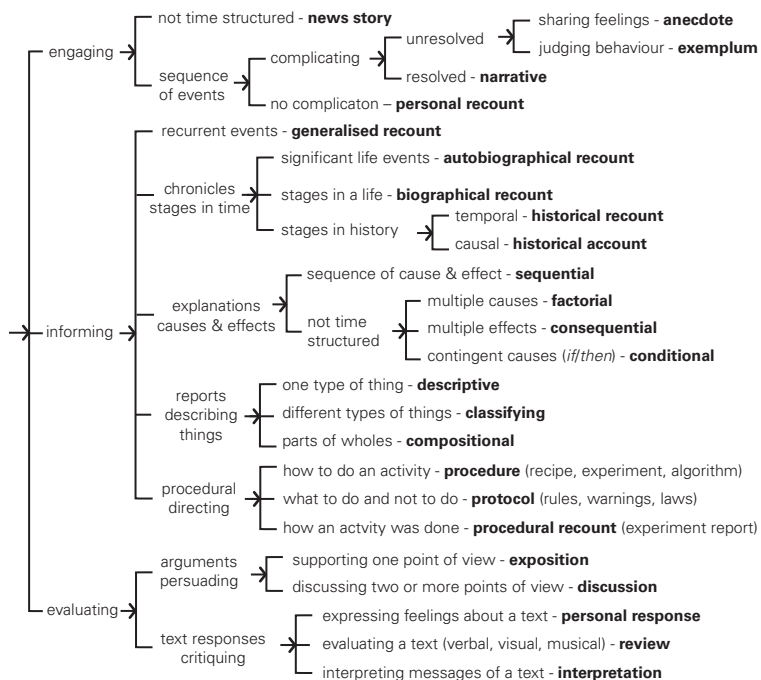 not time structured - news story
sharing feelings - anecdote
unresolved
engaging
judging behaviour - exemplum
complicating
sequence
of events
resolved - narrative
no complicaton – personal recount
recurrent events - generalised recount
significant life events - autobiographical recount
chronicles
stages in time
stages in a life - biographical recount
temporal - historical recount
stages in history
causal - historical account
sequence of cause & effect - sequential
explanations
causes & effects
multiple causes - factorial
not time
structured
informing
multiple effects - consequential
contingent causes (if/then) - conditional
one type of thing - descriptive
reports
describing
things
different types of things - classifying
parts of wholes - compositional
how to do an activity - procedure (recipe, experiment, algorithm)
procedural
directing
what to do and not to do - protocol (rules, warnings, laws)
how an actvity was done - procedural recount (experiment report)
arguments
persuading
supporting one point of view - exposition
discussing two or more points of view - discussion
evaluating
expressing feelings about a text - personal response
text responses
critiquing
evaluating a text (verbal, visual, musical) - review
interpreting messages of a text - interpretation